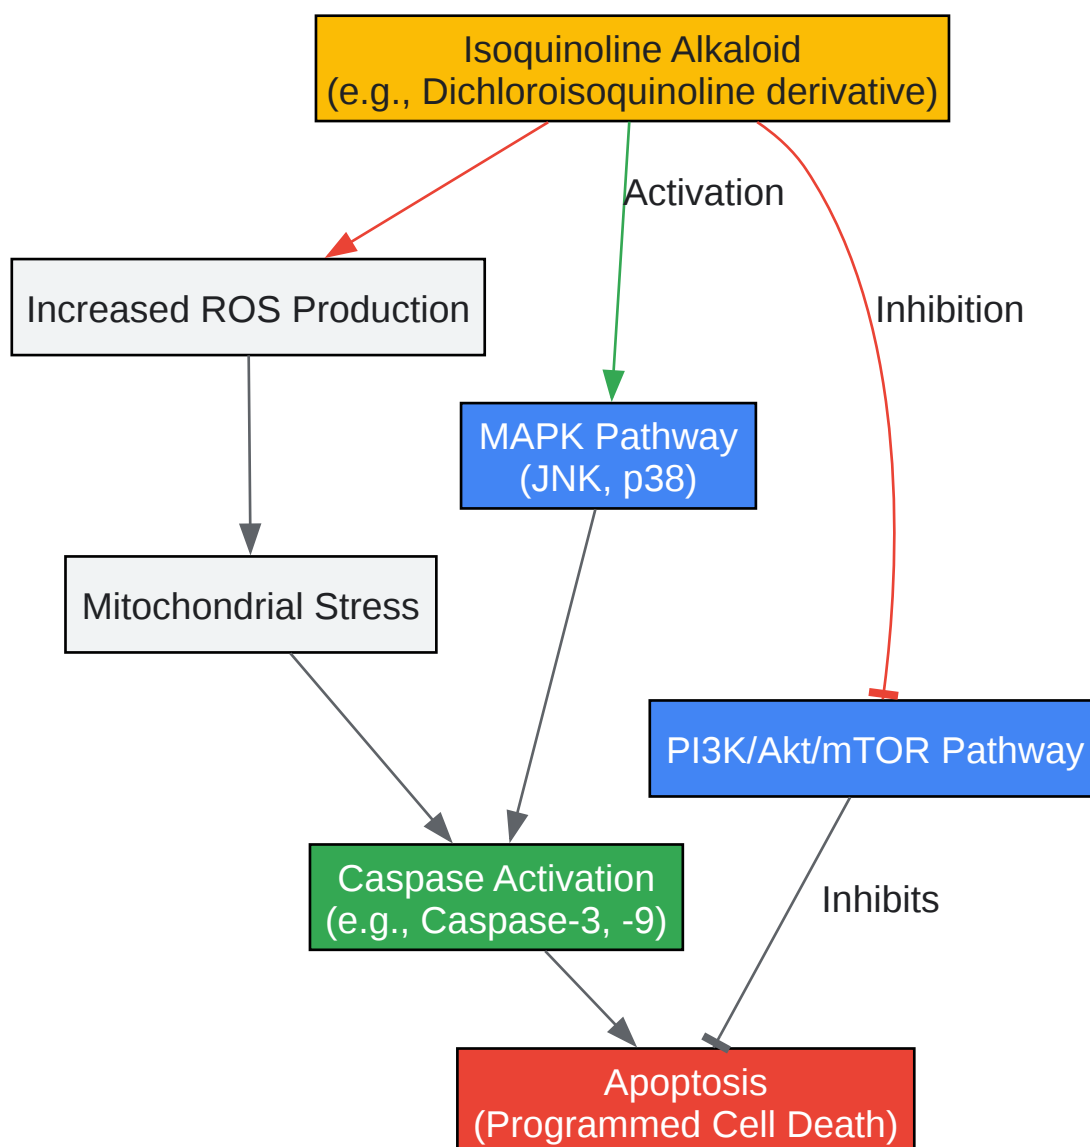 Isoquinoline Alkaloid
(e.g., Dichloroisoquinoline derivative)
Activation
Increased ROS Production
Inhibition
MAPK Pathway
(JNK, p38)
Mitochondrial Stress
PI3K/Akt/mTOR Pathway
Caspase Activation
(e.g., Caspase-3, -9)
Inhibits
Apoptosis
(Programmed Cell Death)